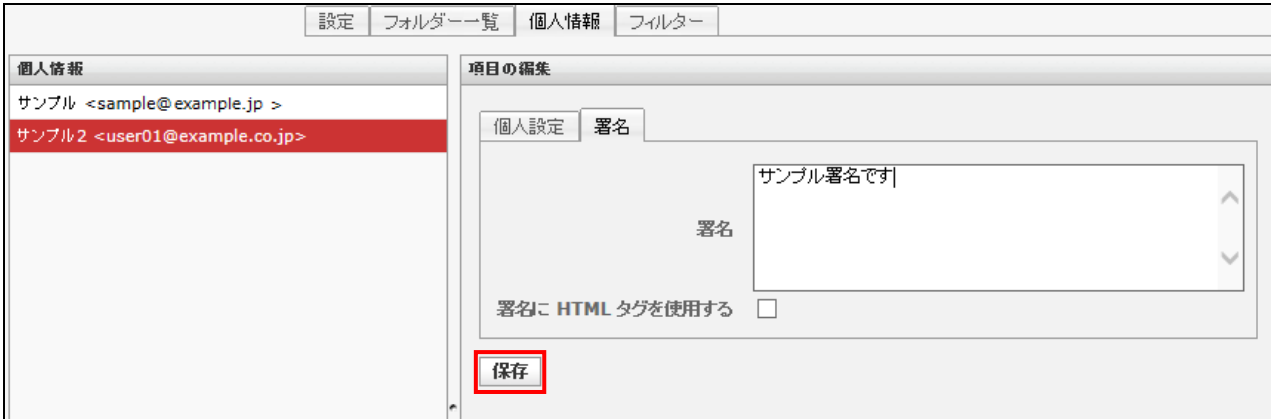 設定 フォルダー一覧 個人情報 フィルター
個人情報
サンプル <sample@example.jp >
サンプル2 <user01@example.co.jp>
項目の編集
個人設定 署名
サンプル署名です
署名
署名に HTML タグを使用する
保存